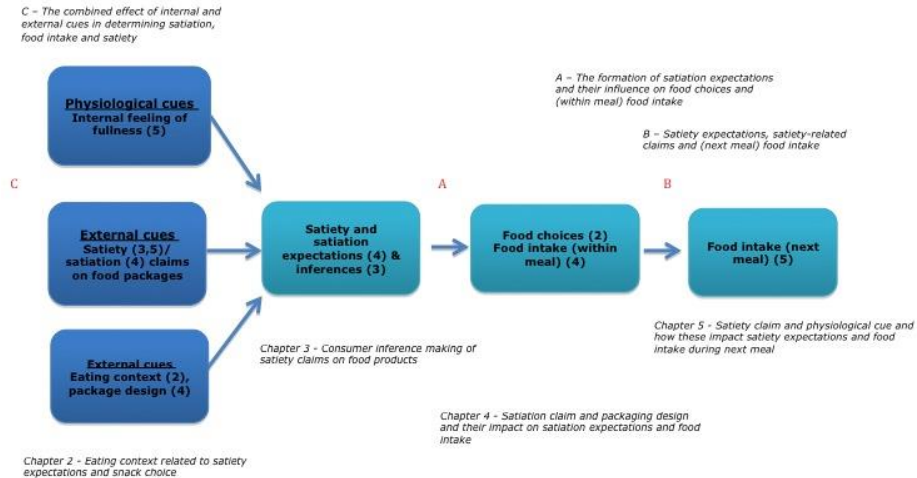 C – The combined effect of internal and
external cues in determining satiation,
food intake and satiety
A – The formation of satiation expectations
and their influence on food choices and
(within meal) food intake
Physiological cues
Internal feeling of
fullness (5)
B – Satiety expectations, satiety-related
claims and (next meal) food intake
C
A
B
External cues
Satiety (3,5)/
satiation (4) claims
on food packages
Satiety and
satiation
expectations (4) &
inferences (3)
Food choices (2)
Food intake (within
meal) (4)
Food intake (next
meal) (5)
External cues
Eating context (2),
package design (4)
Chapter 3 - Consumer inference making of
satiety claims on food products
Chapter 5 - Satiety claim and physiological cue and
how these impact satiety expectations and food
intake during next meal
Chapter 4 - Satiation claim and packaging design
and their impact on satiation expectations and food
intake
Chapter 2 - Eating context related to satiety
expectations and snack choice